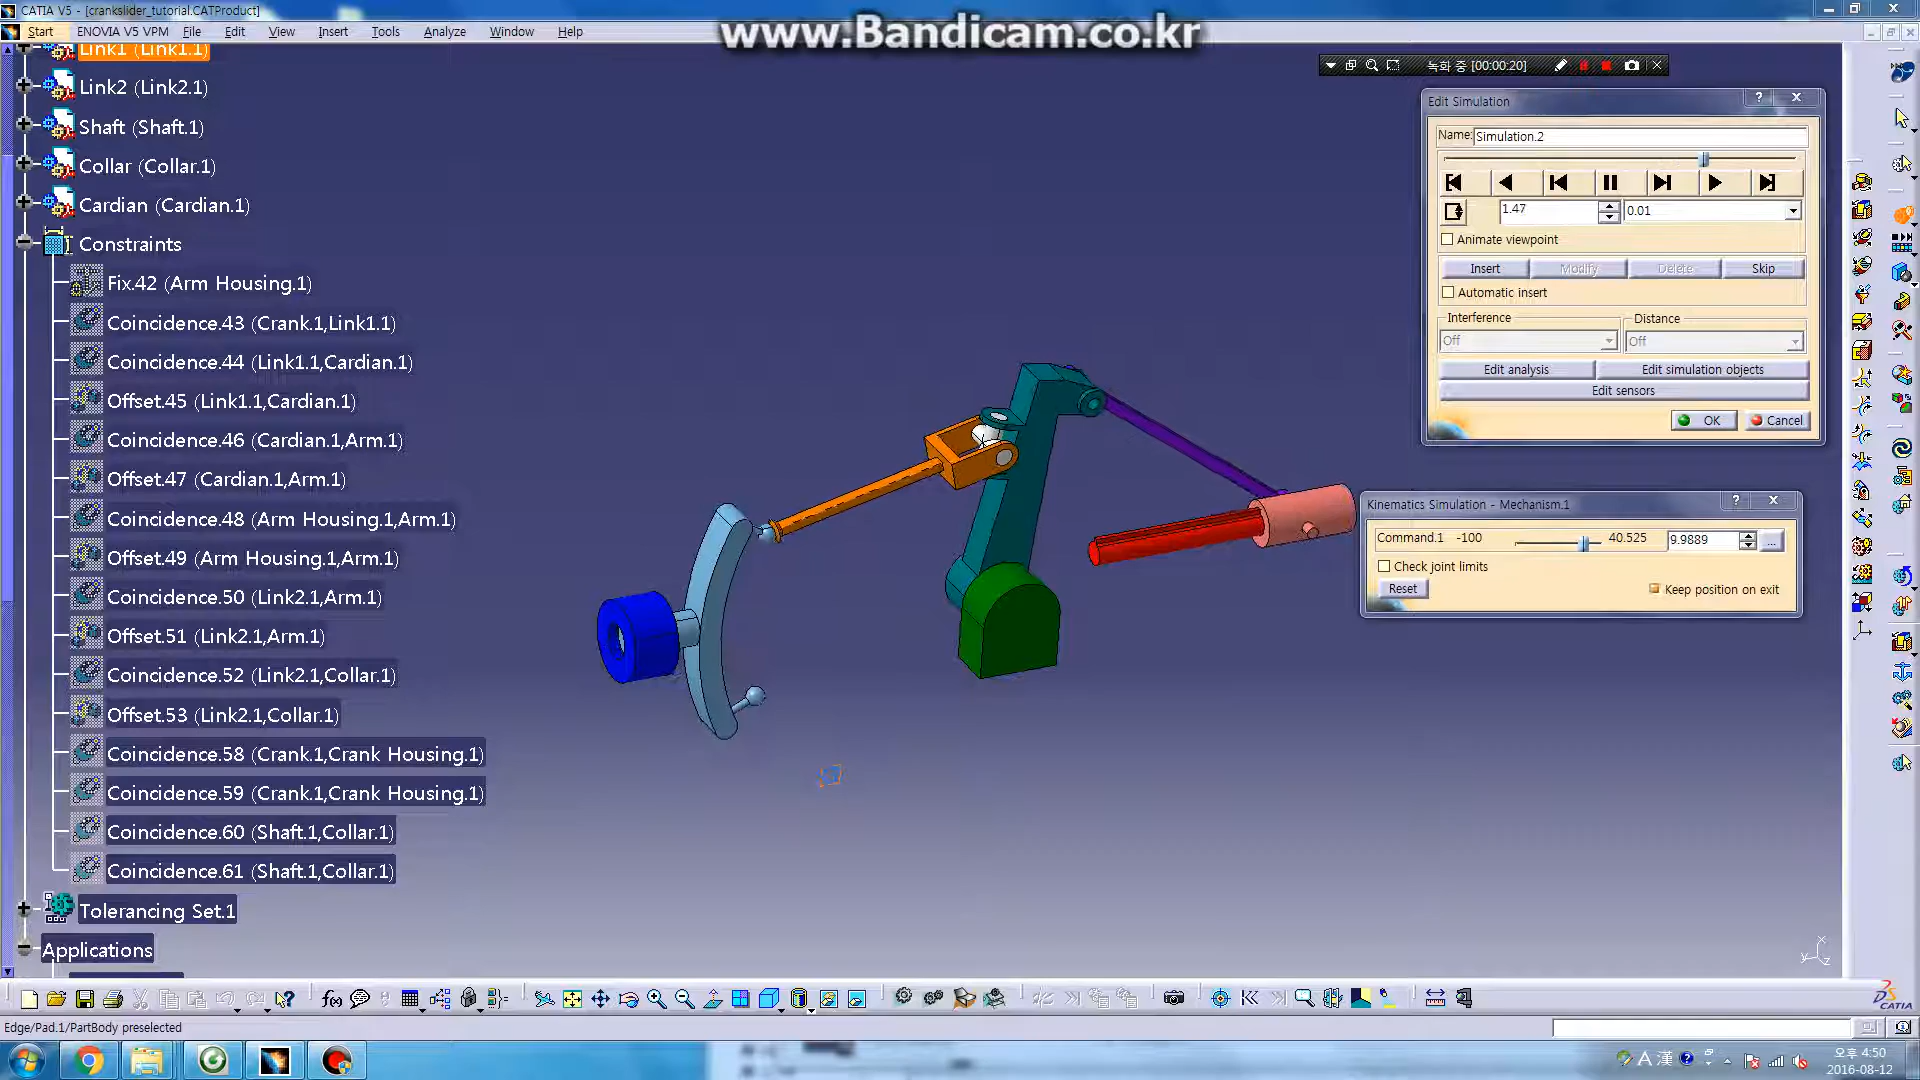 CATIA V5 - [crankslider_tutorial.CATProduct]
Start ENOVIA V5 VPM File Edit View Insert Tools Analyze Window Help
www.Bandicam.co.kr
녹화 중 [00:00:20]
Link1 (Link1.1)
Link2 (Link2.1)
Shaft (Shaft.1)
Collar (Collar.1)
Cardian (Cardian.1)
Constraints
Fix.42 (Arm Housing.1)
Coincidence.43 (Crank.1,Link1.1)
Coincidence.44 (Link1.1,Cardian.1)
Offset.45 (Link1.1,Cardian.1)
Coincidence.46 (Cardian.1,Arm.1)
Offset.47 (Cardian.1,Arm.1)
Coincidence.48 (Arm Housing.1,Arm.1)
Offset.49 (Arm Housing.1,Arm.1)
Coincidence.50 (Link2.1,Arm.1)
Offset.51 (Link2.1,Arm.1)
Coincidence.52 (Link2.1,Collar.1)
Offset.53 (Link2.1,Collar.1)
Coincidence.58 (Crank.1,Crank Housing.1)
Coincidence.59 (Crank.1,Crank Housing.1)
Coincidence.60 (Shaft.1,Collar.1)
Coincidence.61 (Shaft.1,Collar.1)
Tolerancing Set.1
Applications
Edit Simulation
Name: Simulation.2
1.47 0.01
Animate viewpoint
Insert Modify Delete Skip
Automatic insert
Interference Distance
Off Off
Edit analysis Edit simulation objects
Edit sensors
OK Cancel
Kinematics Simulation - Mechanism.1
Command.1 -100 40.525 9.9889 ...
Check joint limits
Reset Keep position on exit
x
y z
f(x)
CATIA
Edge/Pad.1/PartBody preselected
A 漢
오후 4:50
2016-08-12